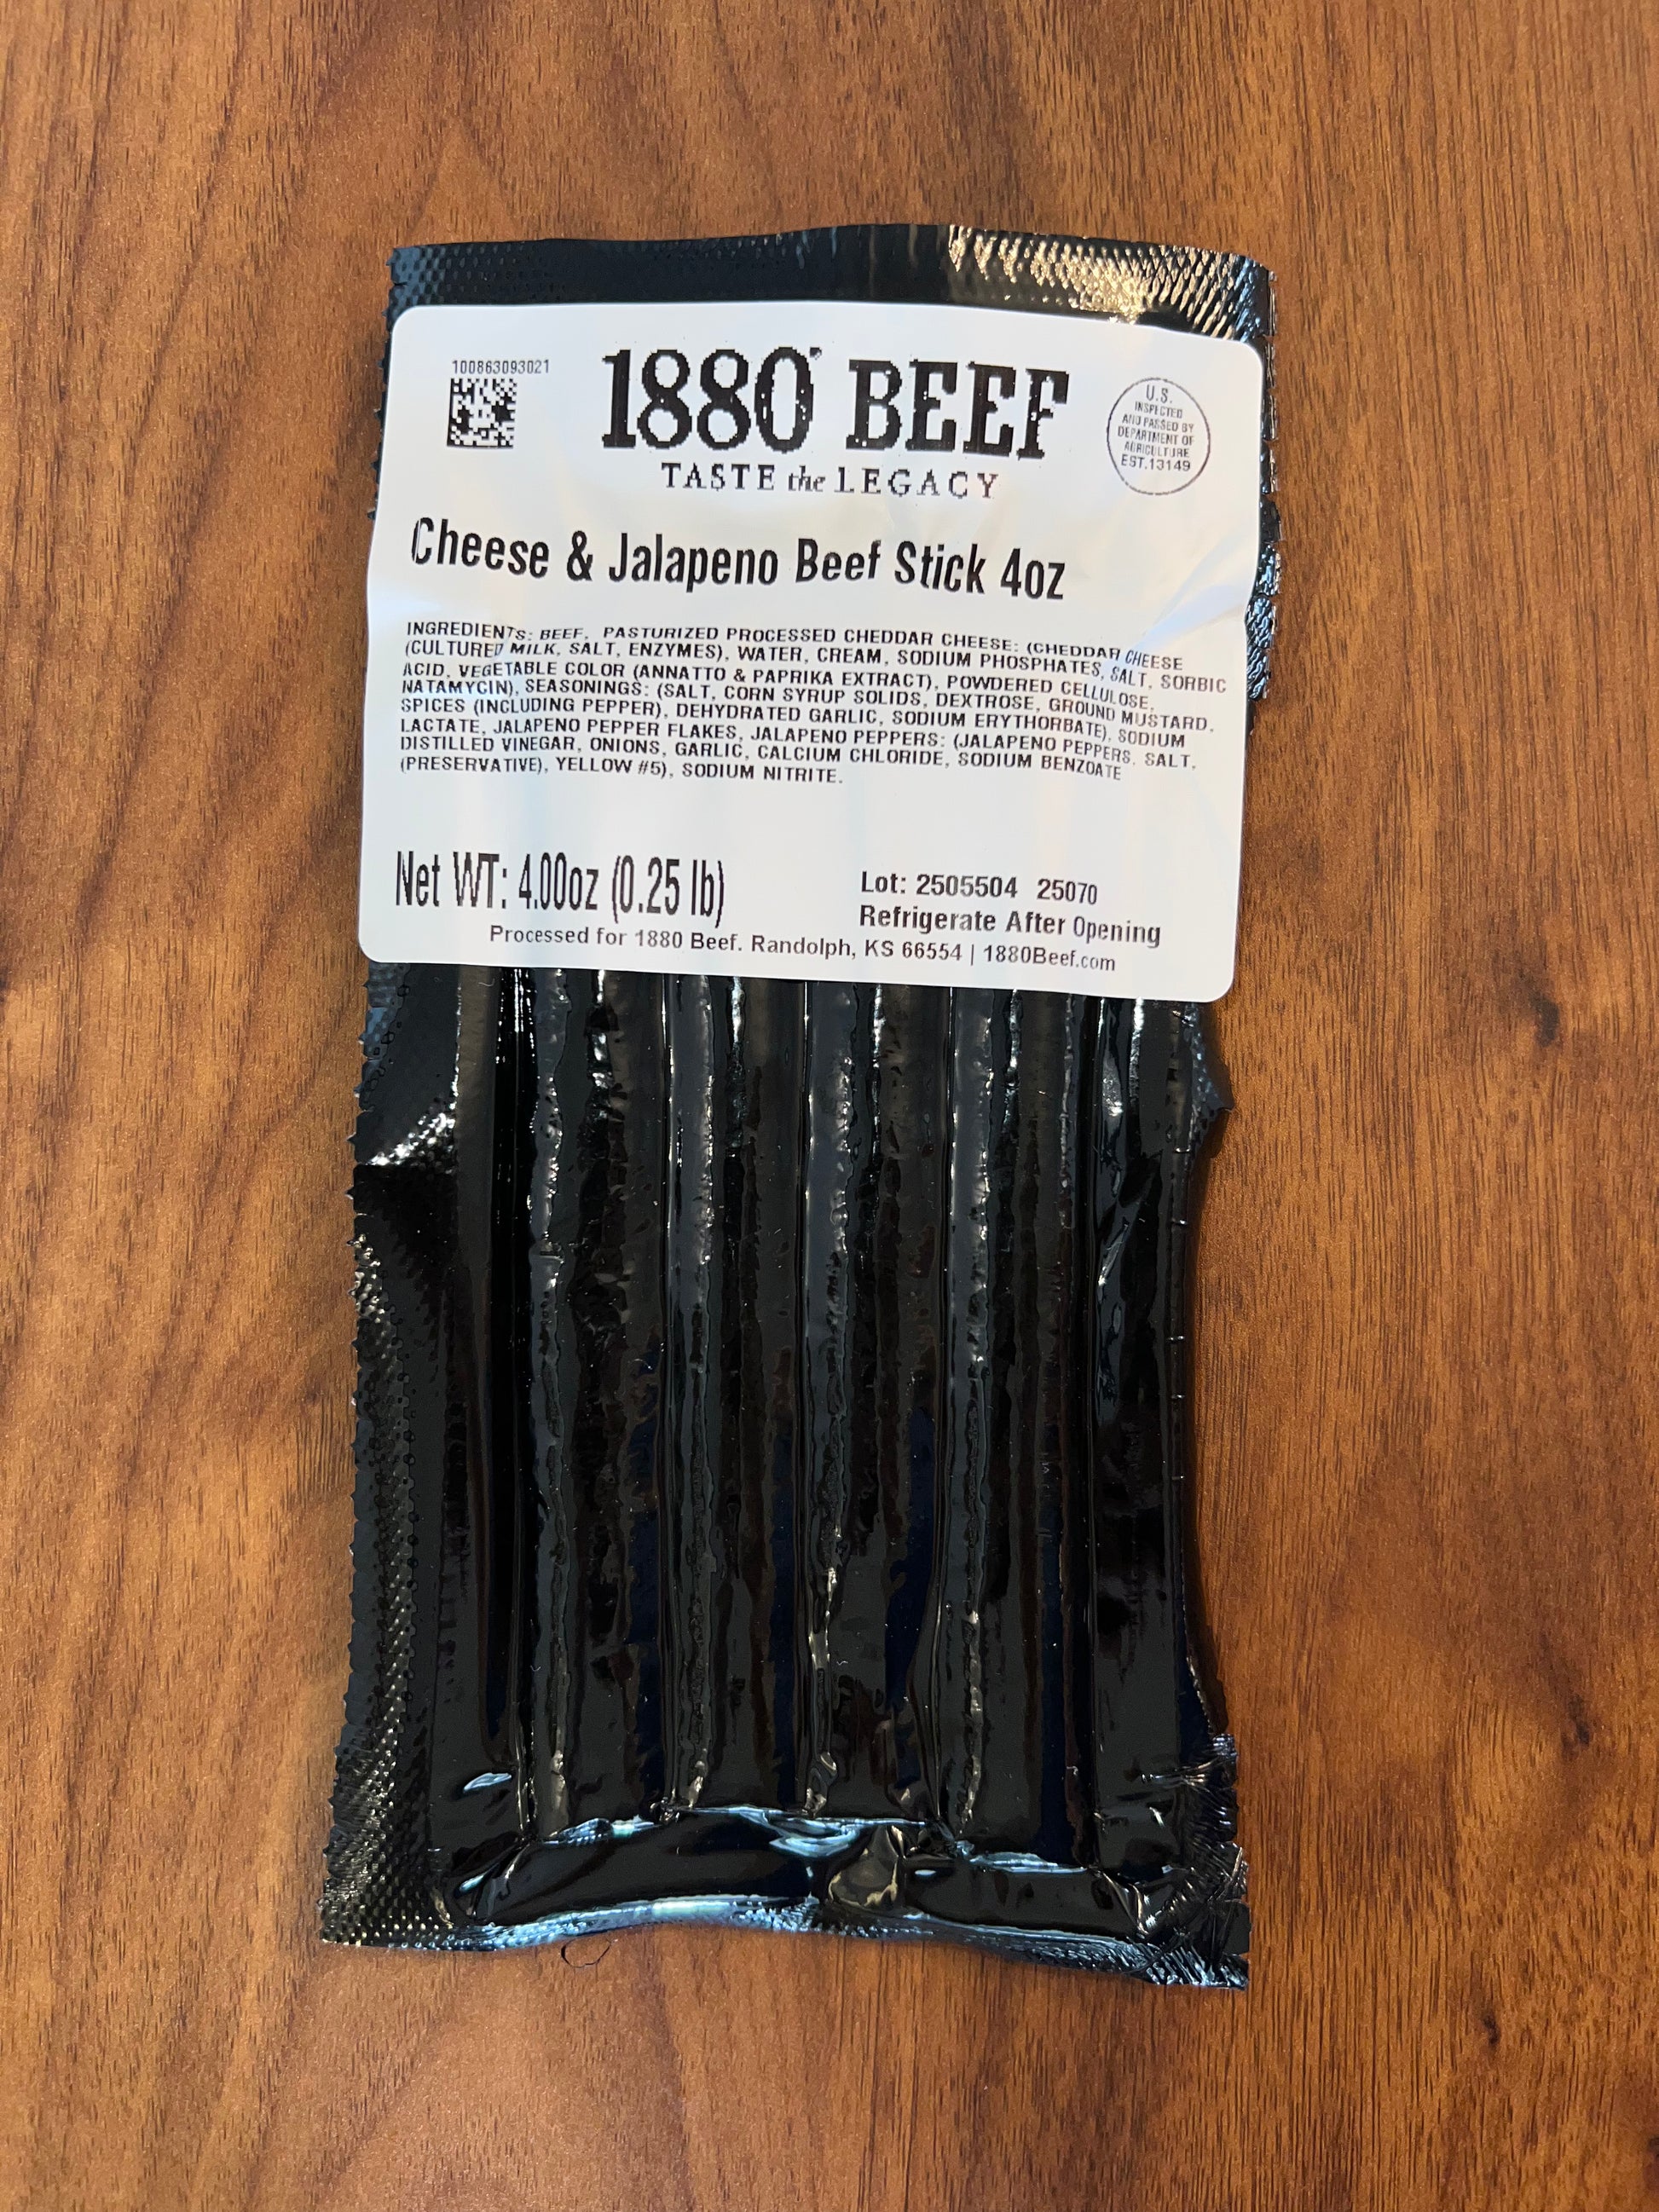 100863093021
1880 BEEF
TASTE the LEGACY
U.S.
INSPECTED
AND PASSED BY
DEPARTMENT OF
AGRICULTURE
EST.13149
Cheese & Jalapeno Beef Stick 4oz
INGREDIENTS: BEEF, PASTURIZED PROCESSED CHEDDAR CHEESE: (CHEDDAR CHEESE
(CULTURED MILK, SALT, ENZYMES), WATER, CREAM, SODIUM PHOSPHATES, SALT, SORBIC
ACID, VEGETABLE COLOR (ANNATTO & PAPRIKA EXTRACT), POWDERED CELLULOSE,
NATAMYCIN), SEASONINGS: (SALT, CORN SYRUP SOLIDS, DEXTROSE, GROUND MUSTARD,
SPICES (INCLUDING PEPPER), DEHYDRATED GARLIC, SODIUM ERYTHORBATE), SODIUM
LACTATE, JALAPENO PEPPER FLAKES, JALAPENO PEPPERS: (JALAPENO PEPPERS, SALT,
DISTILLED VINEGAR, ONIONS, GARLIC, CALCIUM CHLORIDE, SODIUM BENZOATE
(PRESERVATIVE), YELLOW #5), SODIUM NITRITE.
Net WT: 4.00oz (0.25 lb)
Lot: 2505504 25070
Refrigerate After Opening
Processed for 1880 Beef. Randolph, KS 66554 | 1880Beef.com